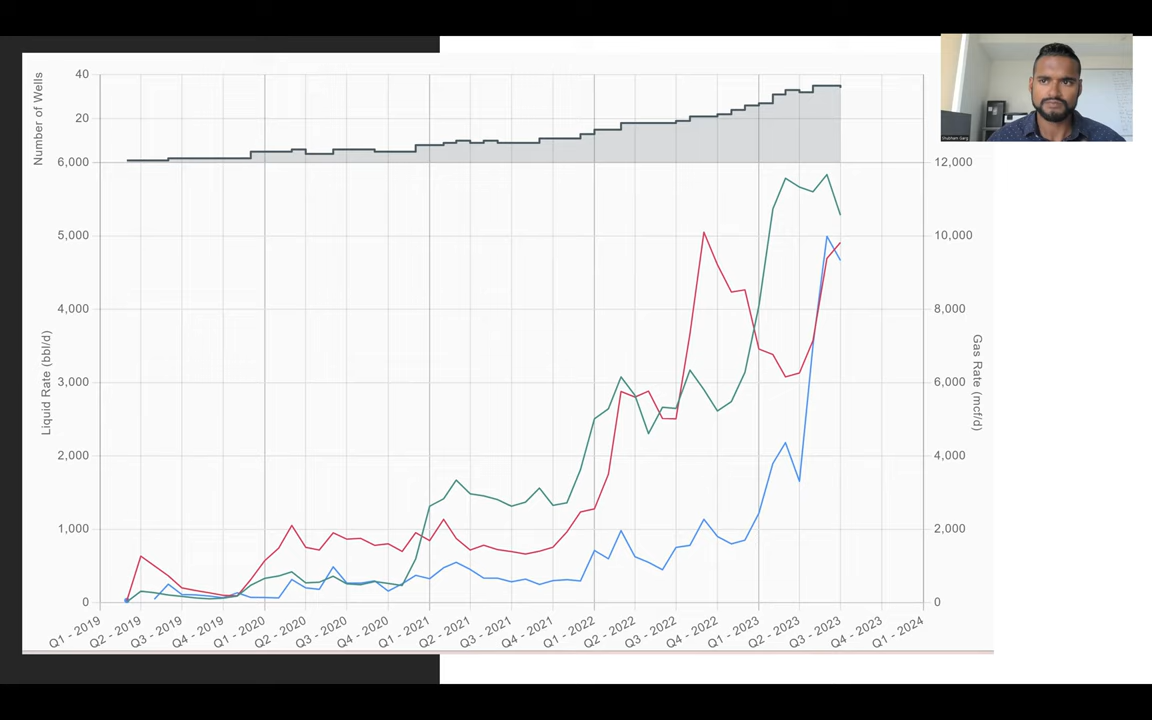 Number of Wells
40
20
6,000
5,000
4,000
3,000
2,000
1,000
0
Liquid Rate (bbl/d)
12,000
10,000
8,000
6,000
4,000
2,000
0
Gas Rate (mcf/d)
Q1 - 2019
Q2 - 2019
Q3 - 2019
Q4 - 2019
Q1 - 2020
Q2 - 2020
Q3 - 2020
Q4 - 2020
Q1 - 2021
Q2 - 2021
Q3 - 2021
Q4 - 2021
Q1 - 2022
Q2 - 2022
Q3 - 2022
Q4 - 2022
Q1 - 2023
Q2 - 2023
Q3 - 2023
Q4 - 2023
Q1 - 2024
Shubham Garg